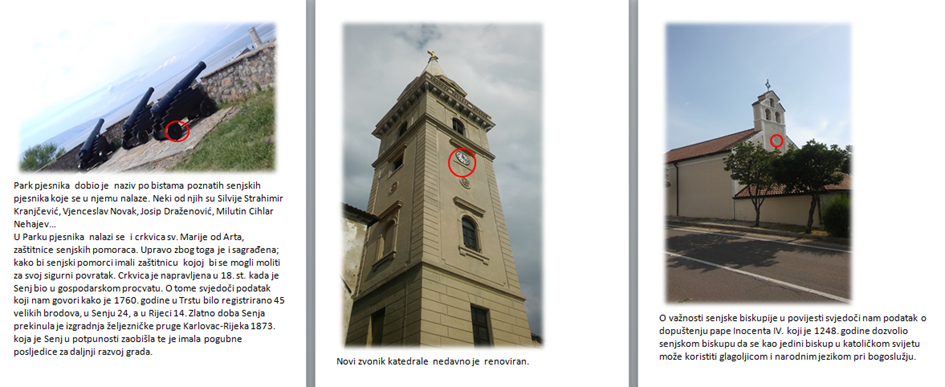 Park pjesnika dobio je naziv po bistama poznatih senjskih
pjesnika koje se u njemu nalaze. Neki od njih su Silvije Strahimir
Kranjčević, Vjenceslav Novak, Josip Draženović, Milutin Cihlar
Nehajev...
U Parku pjesnika nalazi se i crkvica sv. Marije od Arta,
zaštitnice senjskih pomoraca. Upravo zbog toga je i sagrađena;
kako bi senjski pomorci imali zaštitnicu kojoj bi se mogli moliti
za svoj sigurni povratak. Crkvica je napravljena u 18. st. kada je
Senj bio u gospodarskom procvatu. O tome svjedoči podatak
koji nam govori kako je 1760. godine u Trstu bilo registrirano 45
velikih brodova, u Senju 24, a u Rijeci 14. Zlatno doba Senja
prekinula je izgradnja željezničke pruge Karlovac-Rijeka 1873.
koja je Senj u potpunosti zaobišla te je imala pogubne
posljedice za daljnji razvoj grada.
Novi zvonik katedrale nedavno je renoviran.
O važnosti senjske biskupije u povijesti svjedoči nam podatak o
dopuštenju pape Inocenta IV. koji je 1248. godine dozvolio
senjskom biskupu da se kao jedini biskup u katoličkom svijetu
može koristiti glagoljicom i narodnim jezikom pri bogoslužju.